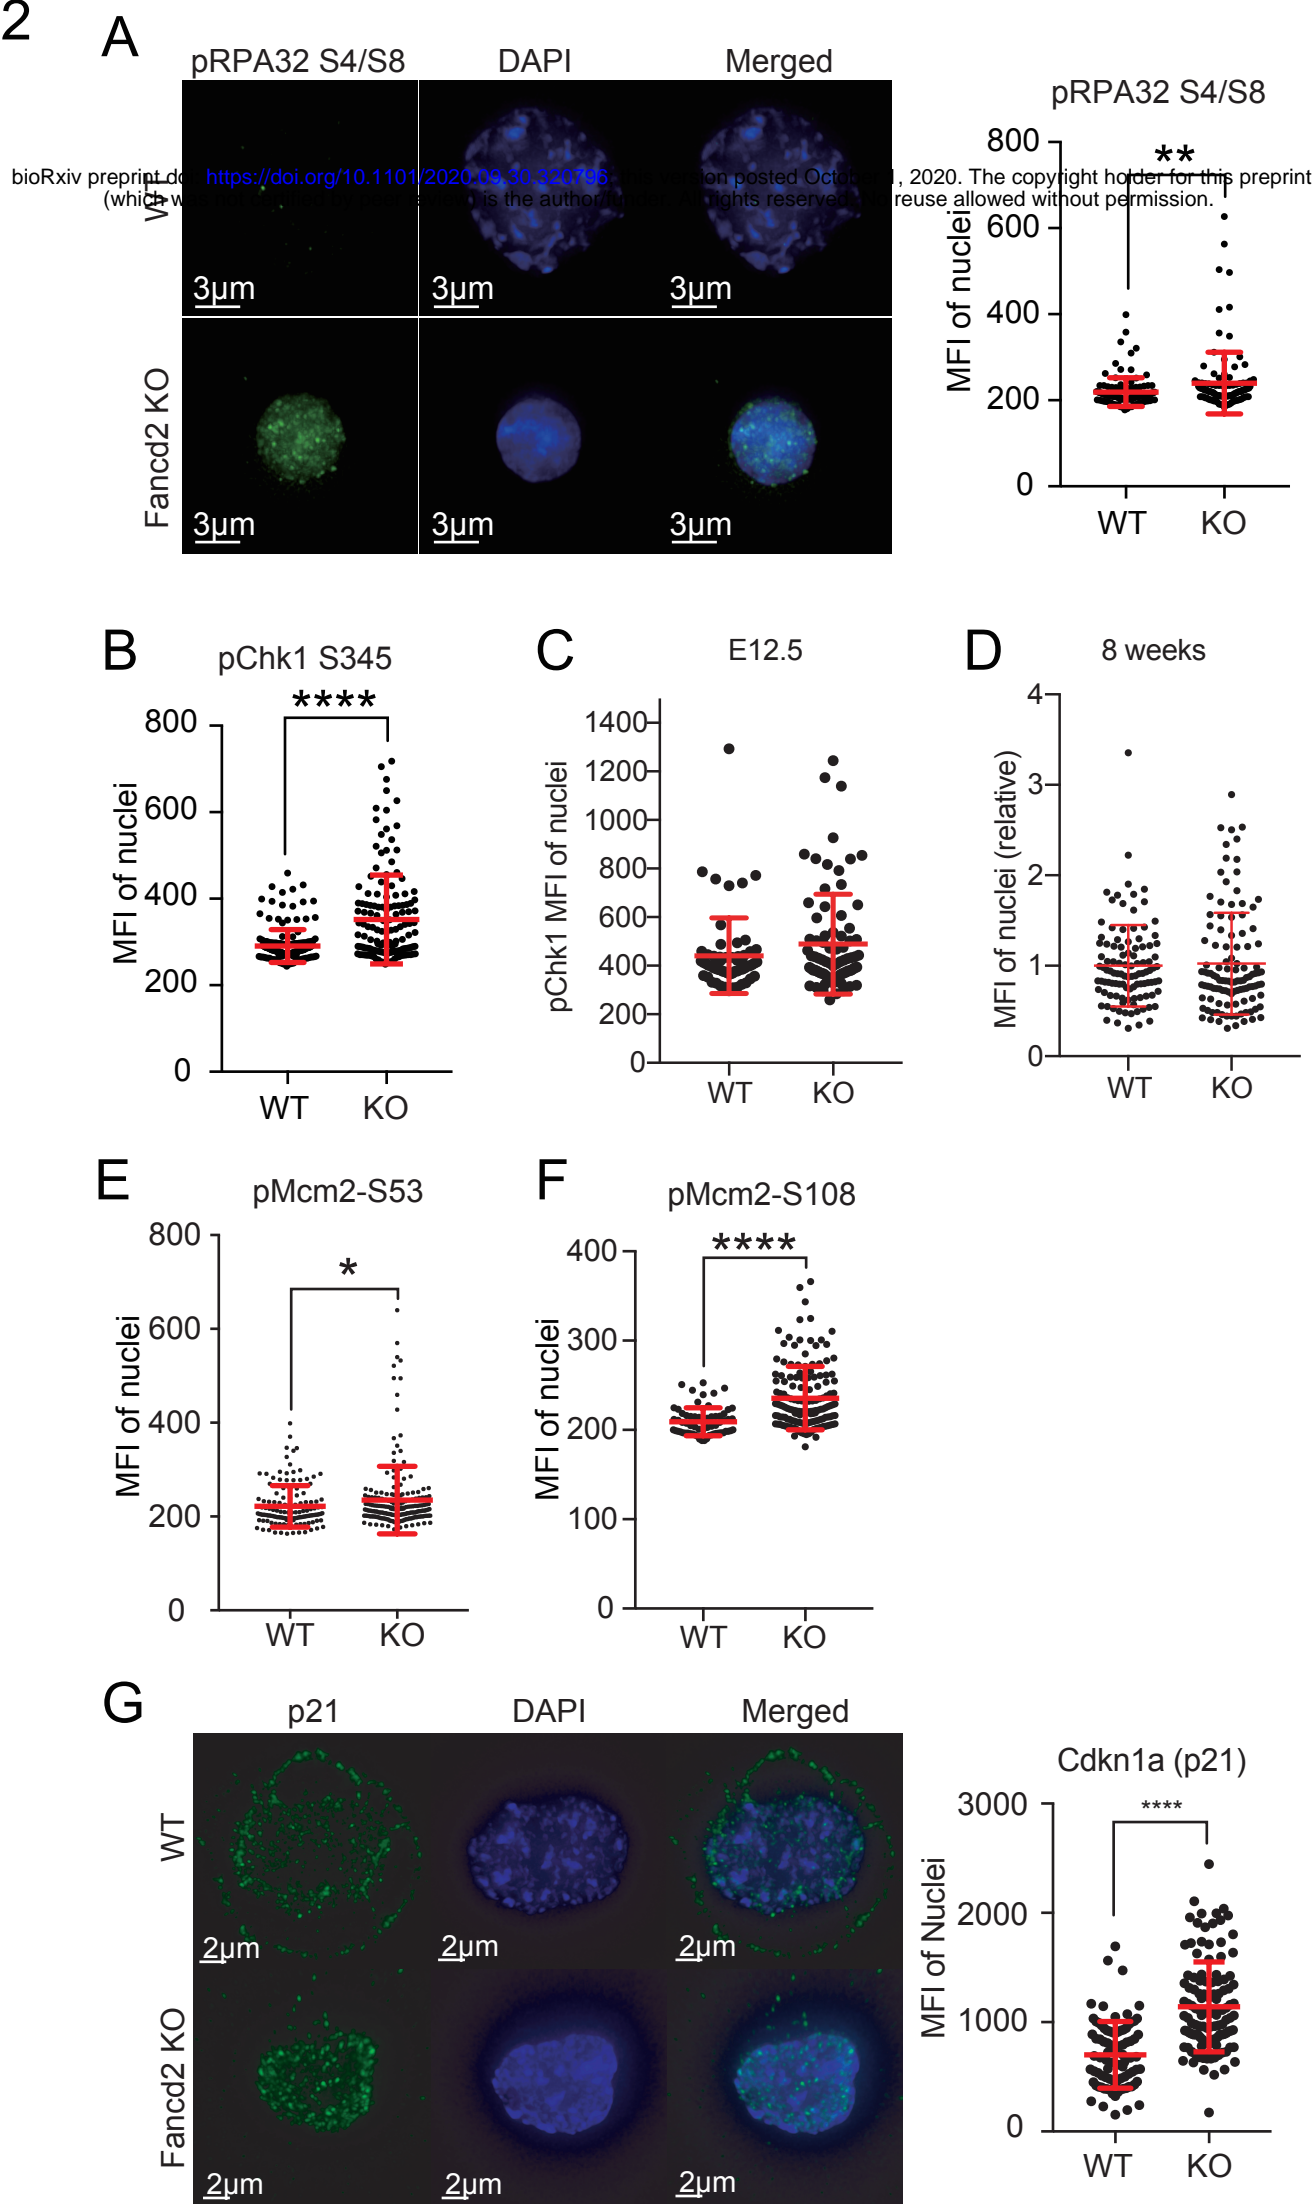 2
A
pRPA32 S4/S8 DAPI Merged
pRPA32 S4/S8
WT
bioRxiv preprint doi: https://doi.org/10.1101/2020.09.30.320796; this version posted October 1, 2020. The copyright holder for this preprint
(which was not certified by peer review) is the author/funder. All rights reserved. No reuse allowed without permission.
3µm 3µm 3µm
Fancd2 KO
3µm 3µm 3µm
MFI of nuclei
800
600
400
200
0
**
WT KO
B
pChk1 S345
****
MFI of nuclei
800
600
400
200
0
WT KO
C
E12.5
pChk1 MFI of nuclei
1400
1200
1000
800
600
400
200
0
WT KO
D
8 weeks
MFI of nuclei (relative)
4
3
2
1
0
WT KO
E
pMcm2-S53
*
MFI of nuclei
800
600
400
200
0
WT KO
F
pMcm2-S108
****
MFI of nuclei
400
300
200
100
0
WT KO
G
p21 DAPI Merged
WT
2µm 2µm 2µm
Fancd2 KO
2µm 2µm 2µm
Cdkn1a (p21)
****
MFI of Nuclei
3000
2000
1000
0
WT KO